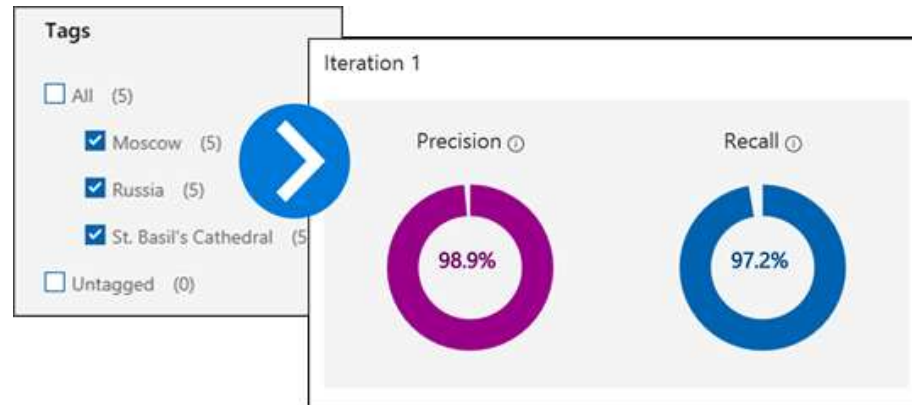 Tags
All (5)
Moscow (5)
Russia (5)
St. Basil's Cathedral (5
Untagged (0)
Iteration 1
Precision
98.9%
Recall
97.2%